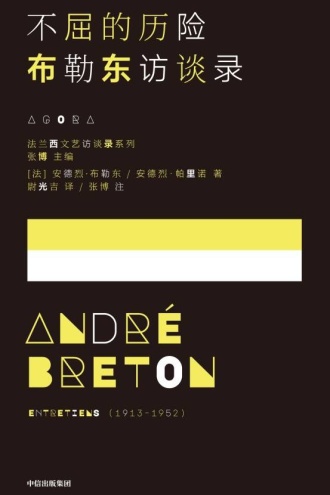 不屈的历险
布勒东访谈录
AGORA
法兰西文艺访谈录系列
张博 主编
[法] 安德烈·布勒东 / 安德烈·帕里诺 著
尉光吉 译 / 张博 注
ANDRÉ
BRETON
ENTRETIENS (1913-1952)
中信出版集团